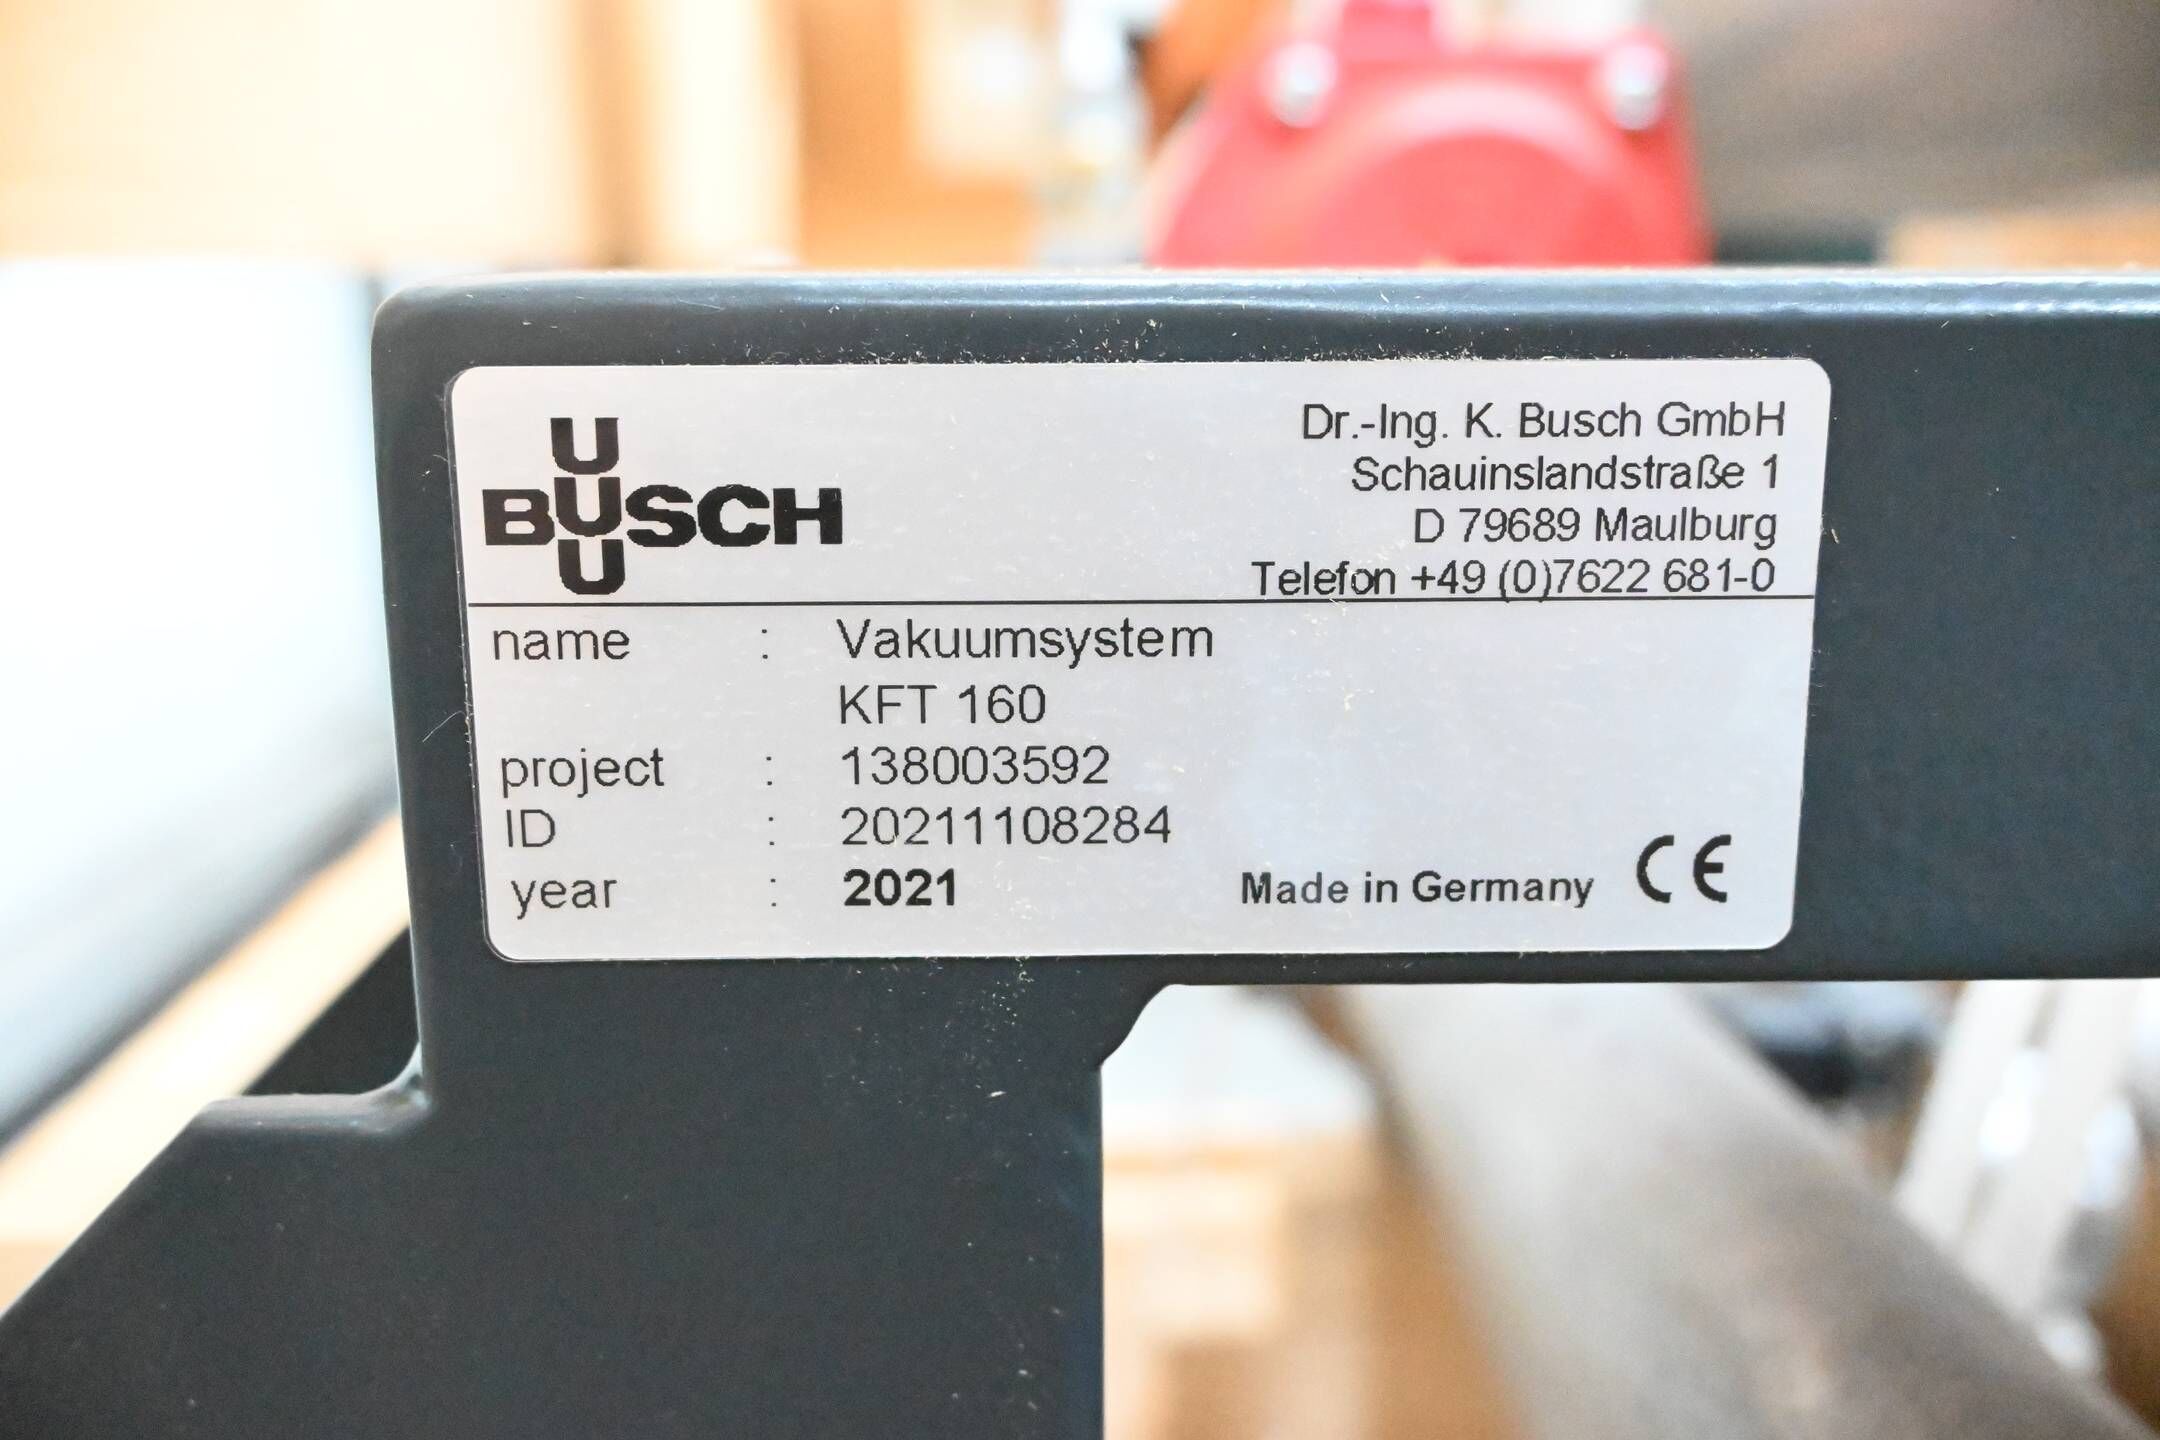 U
BUSCH
U
Dr.-Ing. K. Busch GmbH
Schauinslandstraße 1
D 79689 Maulburg
Telefon +49 (0)7622 681-0
name : Vakuumsystem
KFT 160
project : 138003592
ID : 20211108284
year : 2021
Made in Germany CE